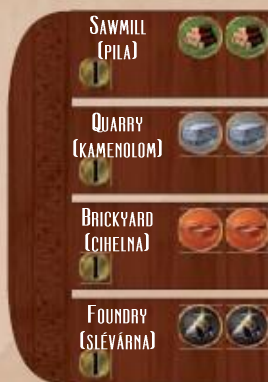 Sawmill
(pila)
1
Quarry
(kamenolom)
1
Brickyard
(cihelna)
1
Foundry
(slévárna)
1